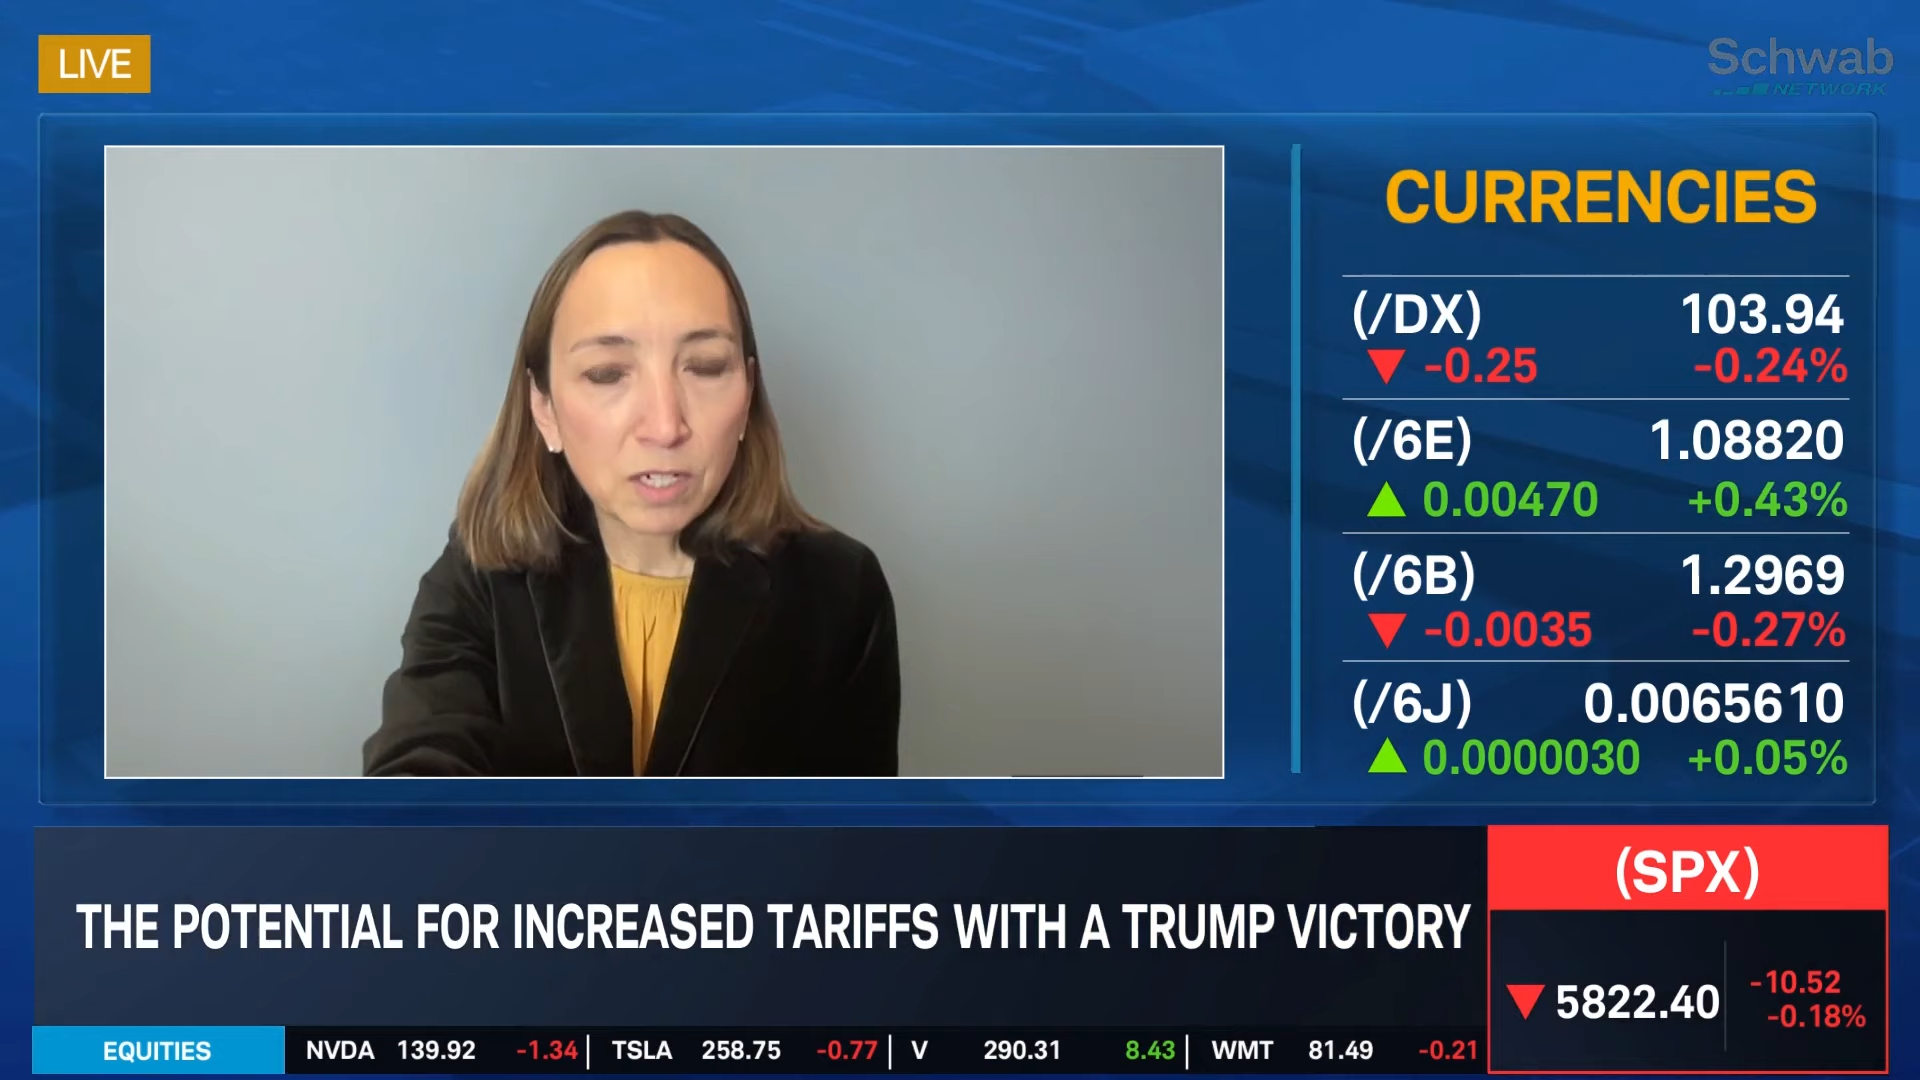 LIVE
Schwab
NETWORK
CURRENCIES
(/DX) 103.94
▼ -0.25 -0.24%
(/6E) 1.08820
▲ 0.00470 +0.43%
(/6B) 1.2969
▼ -0.0035 -0.27%
(/6J) 0.0065610
▲ 0.0000030 +0.05%
THE POTENTIAL FOR INCREASED TARIFFS WITH A TRUMP VICTORY
(SPX)
▼ 5822.40 -10.52
-0.18%
EQUITIES NVDA 139.92 -1.34 | TSLA 258.75 -0.77 | V 290.31 8.43 | WMT 81.49 -0.21